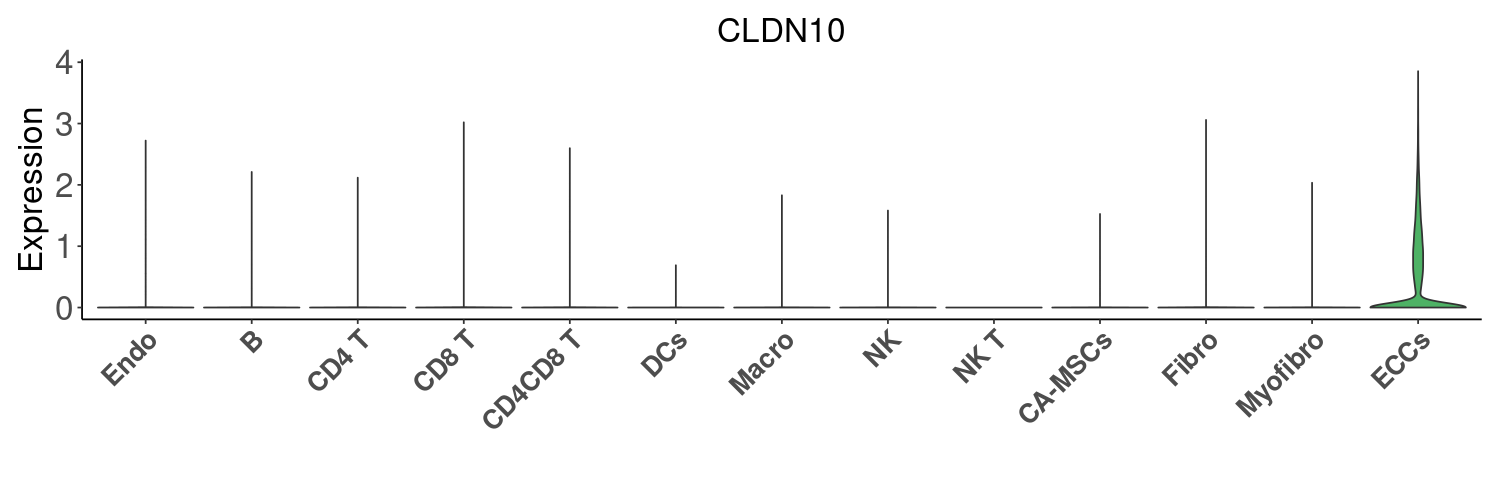 CLDN10
Expression
4
3
2
1
0
Endo
B
CD4 T
CD8 T
CD4CD8 T
DCs
Macro
NK
NK T
CA-MSCs
Fibro
Myofibro
ECCs